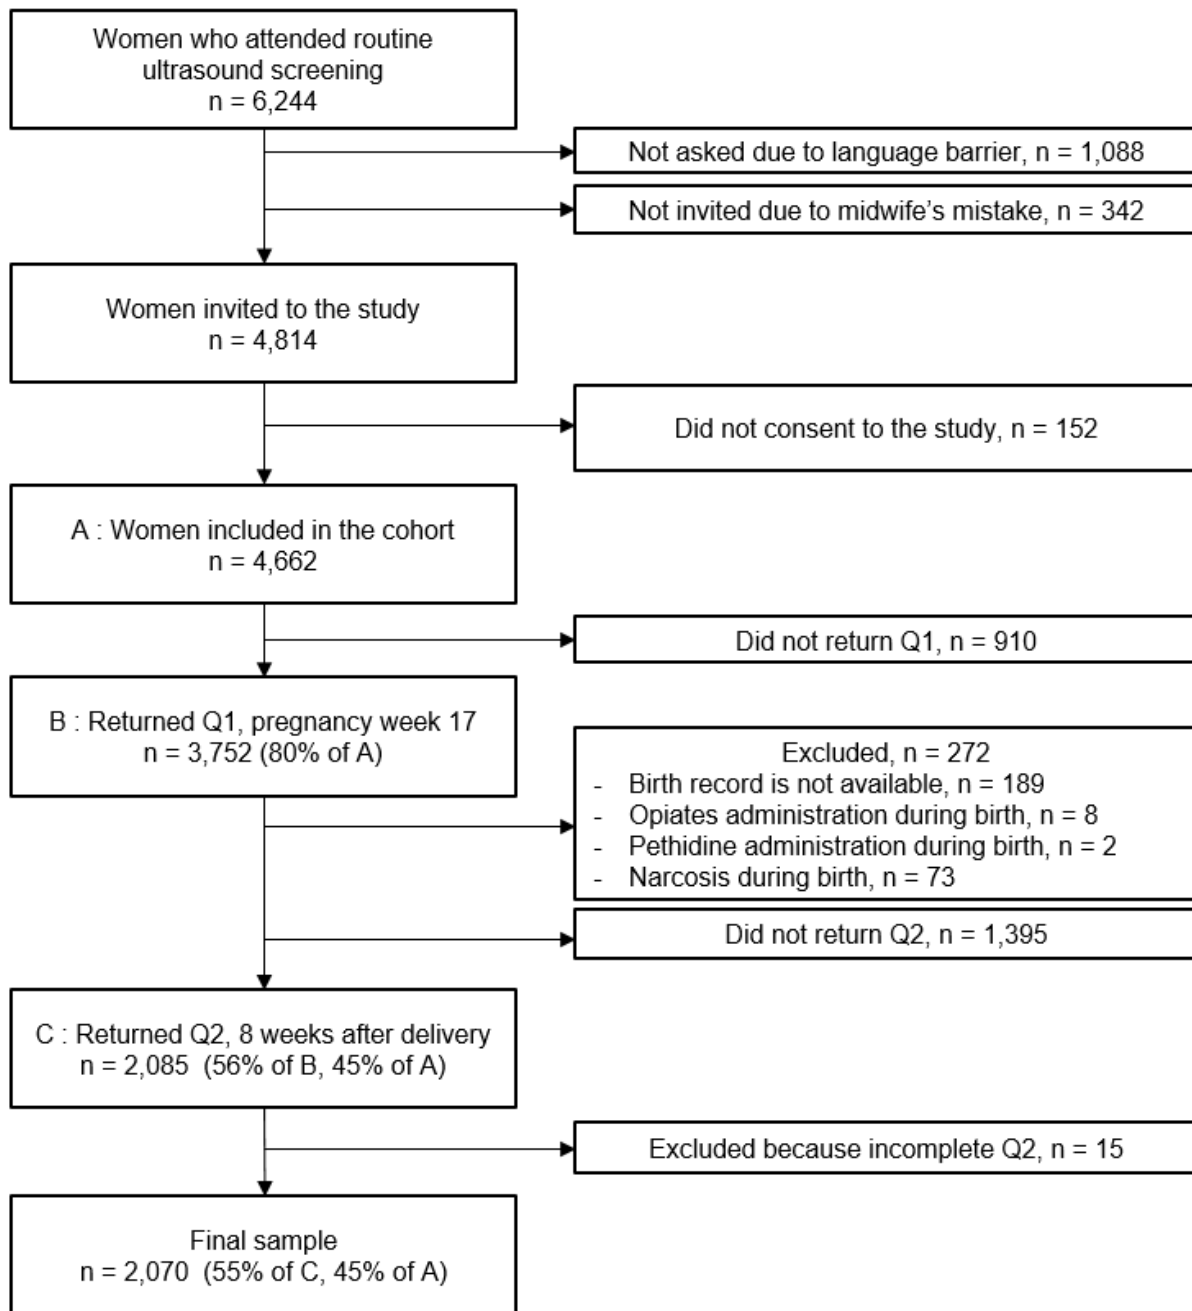 Women who attended routine
ultrasound screening
n = 6,244
Not asked due to language barrier, n = 1,088
Not invited due to midwife's mistake, n = 342
Women invited to the study
n = 4,814
Did not consent to the study, n = 152
A : Women included in the cohort
n = 4,662
Did not return Q1, n = 910
B : Returned Q1, pregnancy week 17
n = 3,752 (80% of A)
Excluded, n = 272
- Birth record is not available, n = 189
- Opiates administration during birth, n = 8
- Pethidine administration during birth, n = 2
- Narcosis during birth, n = 73
Did not return Q2, n = 1,395
C : Returned Q2, 8 weeks after delivery
n = 2,085 (56% of B, 45% of A)
Excluded because incomplete Q2, n = 15
Final sample
n = 2,070 (55% of C, 45% of A)